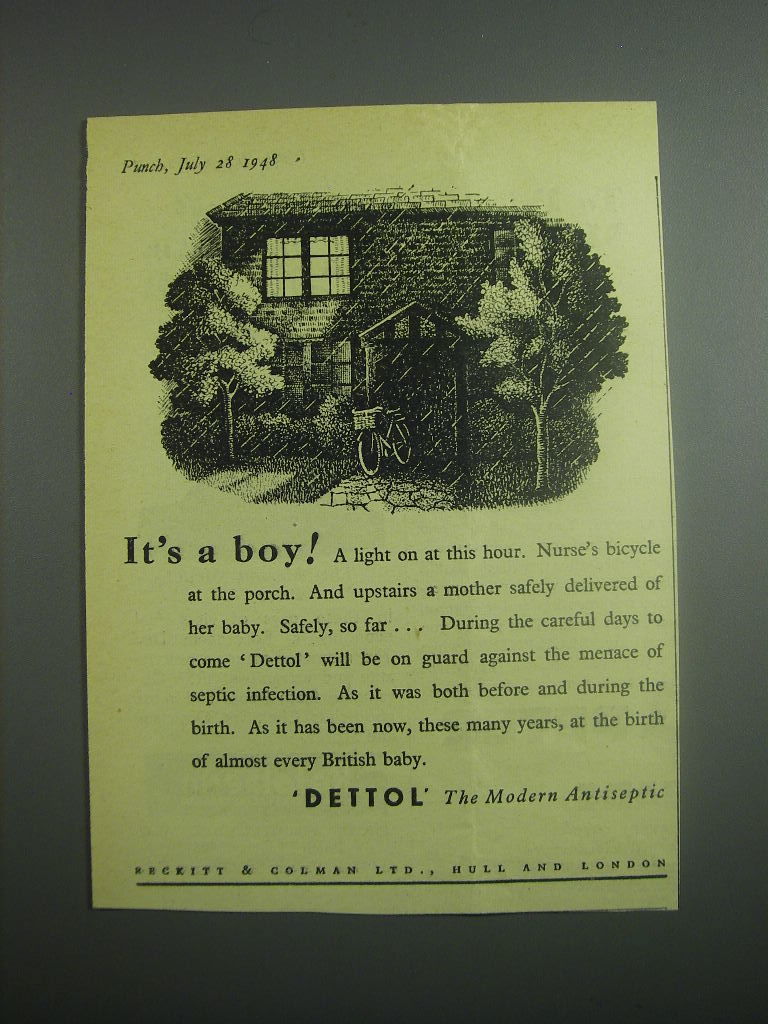 Punch, July 28 1948
It's a boy! A light on at this hour. Nurse's bicycle
at the porch. And upstairs a mother safely delivered of
her baby. Safely, so far . . . During the careful days to
come ‘Dettol’ will be on guard against the menace of
septic infection. As it was both before and during the
birth. As it has been now, these many years, at the birth
of almost every British baby.
‘DETTOL’ The Modern Antiseptic
RECKITT & COLMAN LTD., HULL AND LONDON